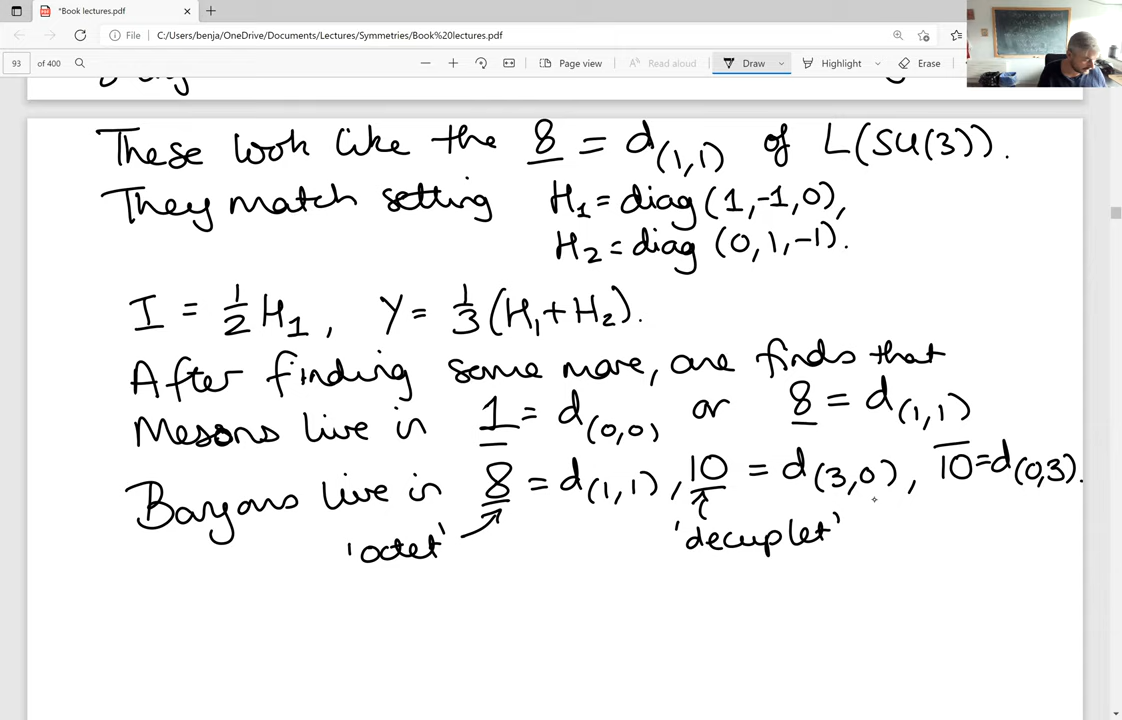 *Book lectures.pdf
File C:/Users/benja/OneDrive/Documents/Lectures/Symmetries/Book%20lectures.pdf
93 of 400 Page view Read aloud Draw Highlight Erase
These look like the 8 = d(1,1) of L(SU(3)).
They match setting H1 = diag (1,-1,0),
H2 = diag (0,1,-1).
I = 1/2 H1, Y = 1/3 (H1 + H2).
After finding some more, one finds that
Mesons live in 1 = d(0,0) or 8 = d(1,1)
Baryons live in 8 = d(1,1), 10 = d(3,0), 10̅ = d(0,3).
'octet' 'decuplet'